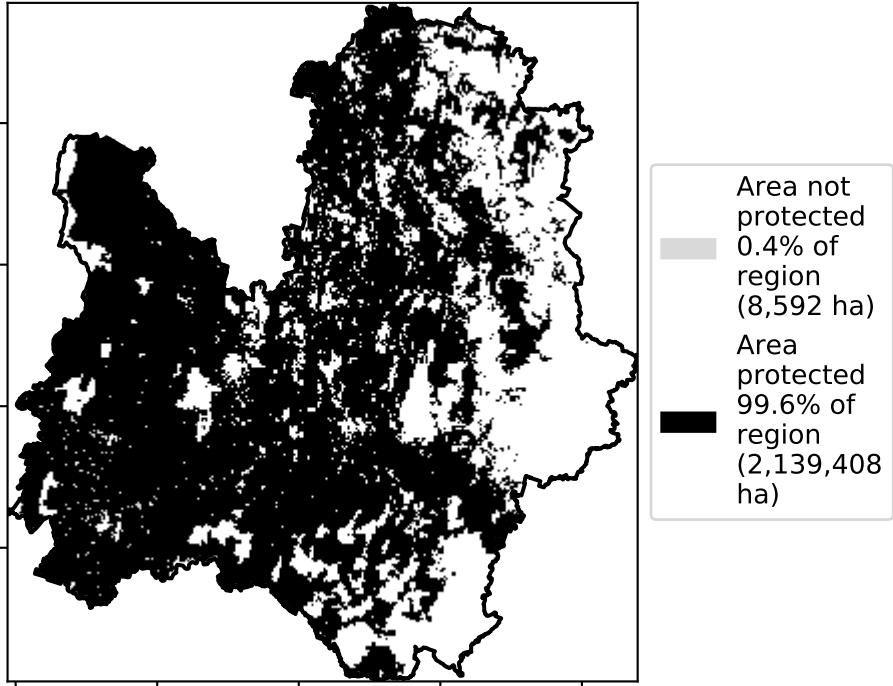 Area not
protected
0.4% of
region
(8,592 ha)
Area
protected
99.6% of
region
(2,139,408
ha)